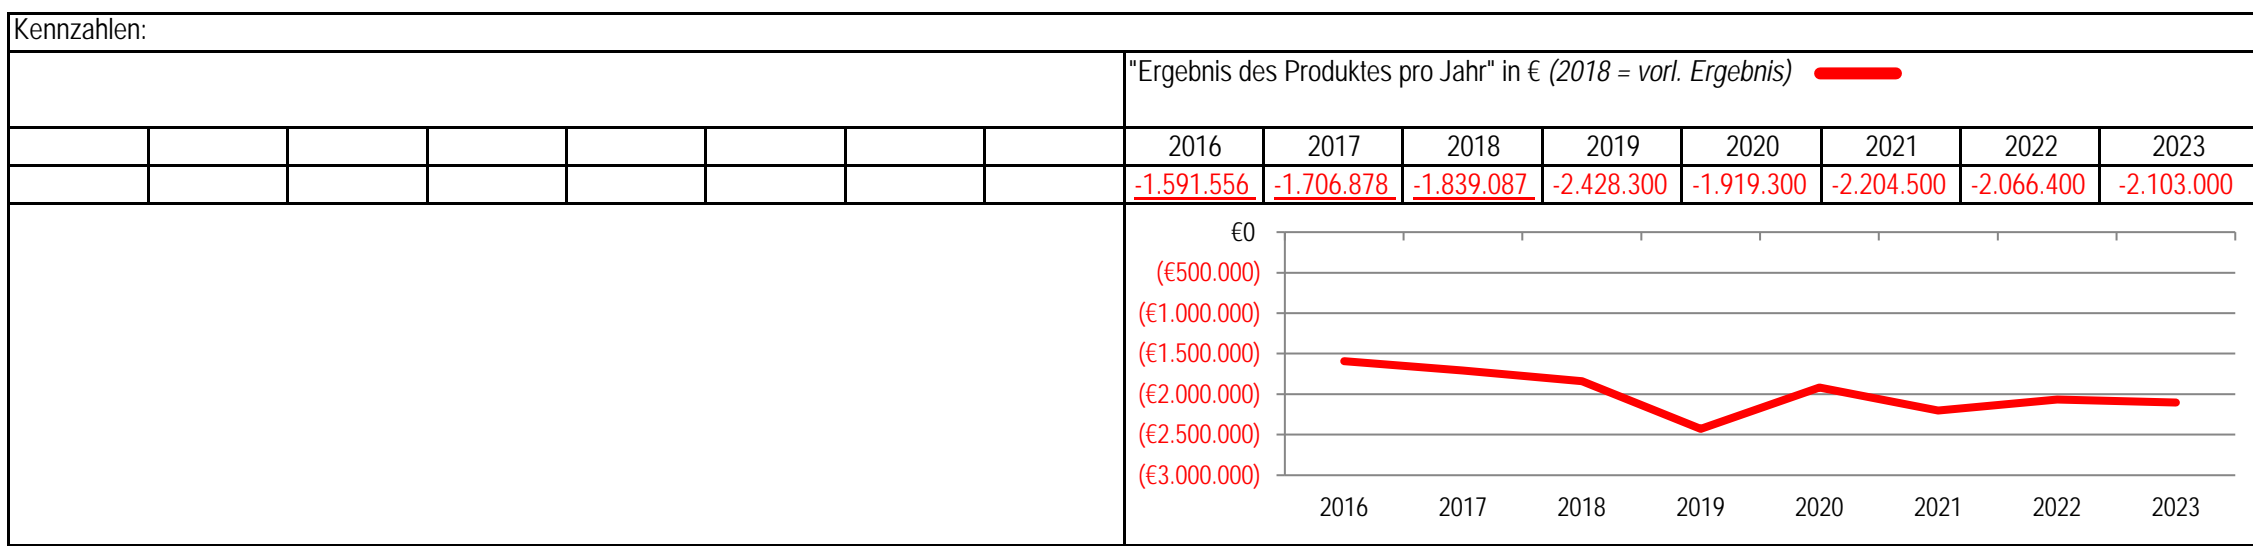 Kennzahlen:
"Ergebnis des Produktes pro Jahr" in € (2018 = vorl. Ergebnis)
2016 2017 2018 2019 2020 2021 2022 2023
-1.591.556 -1.706.878 -1.839.087 -2.428.300 -1.919.300 -2.204.500 -2.066.400 -2.103.000
€0
(€500.000)
(€1.000.000)
(€1.500.000)
(€2.000.000)
(€2.500.000)
(€3.000.000)
2016 2017 2018 2019 2020 2021 2022 2023